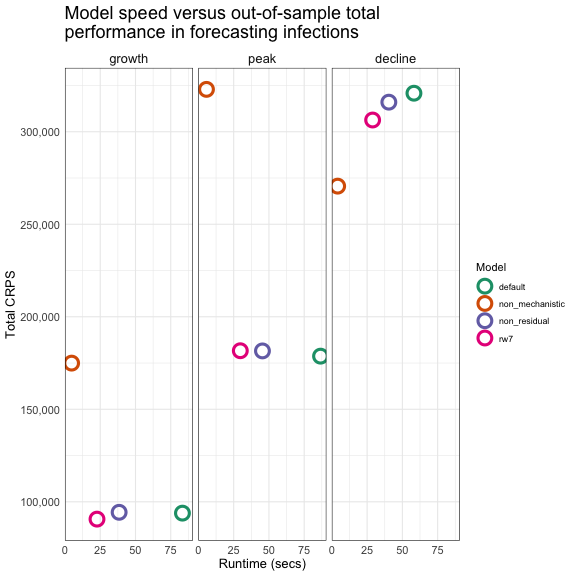 Model speed versus out-of-sample total
performance in forecasting infections
growth peak decline
300,000
250,000
200,000
150,000
100,000
Total CRPS
0 25 50 75 0 25 50 75 0 25 50 75
Runtime (secs)
Model
default
non_mechanistic
non_residual
rw7